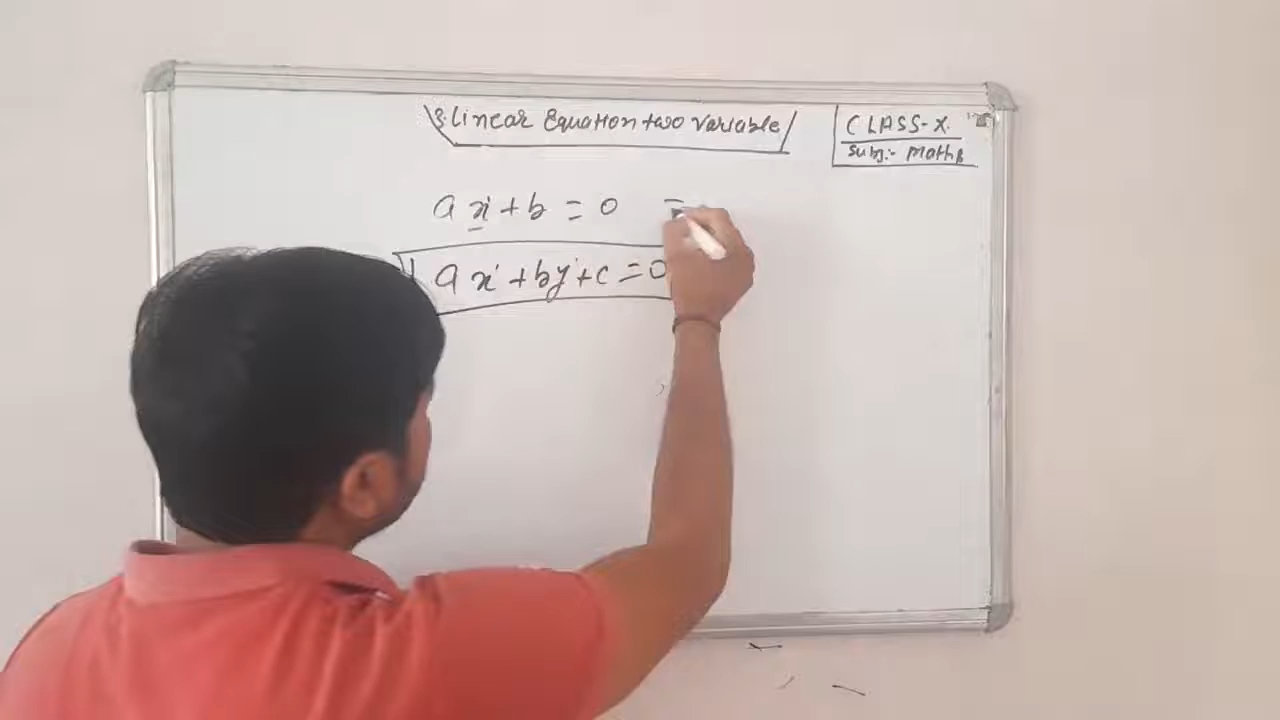 3. Linear Equation two variable
CLASS-X.
Subj:- Maths
ax + b = 0 =
ax + by + c = 0